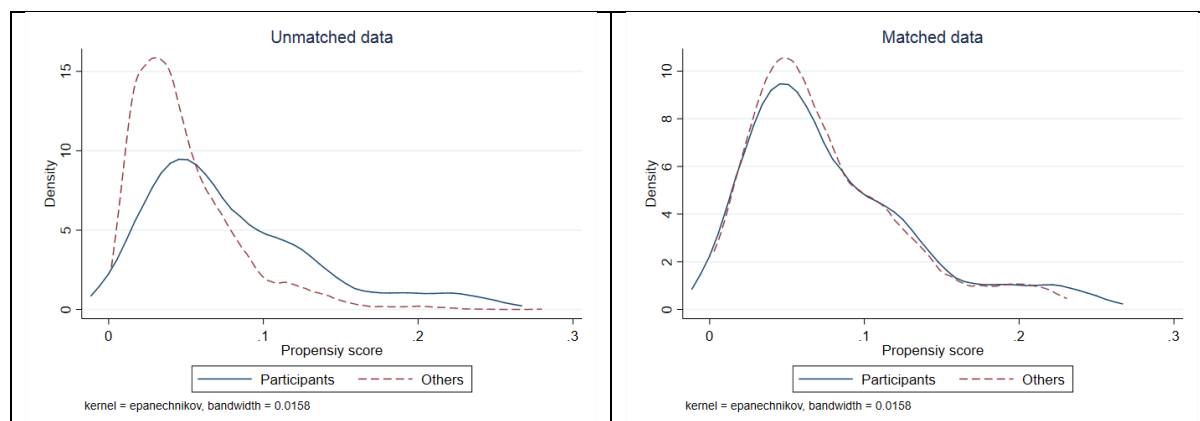 Unmatched data
15
10
5
0
Density
0
.1
.2
.3
Propensiy score
Participants
Others
kernel = epanechnikov, bandwidth = 0.0158
Matched data
10
8
6
4
2
0
Density
0
.1
.2
.3
Propensiy score
Participants
Others
kernel = epanechnikov, bandwidth = 0.0158